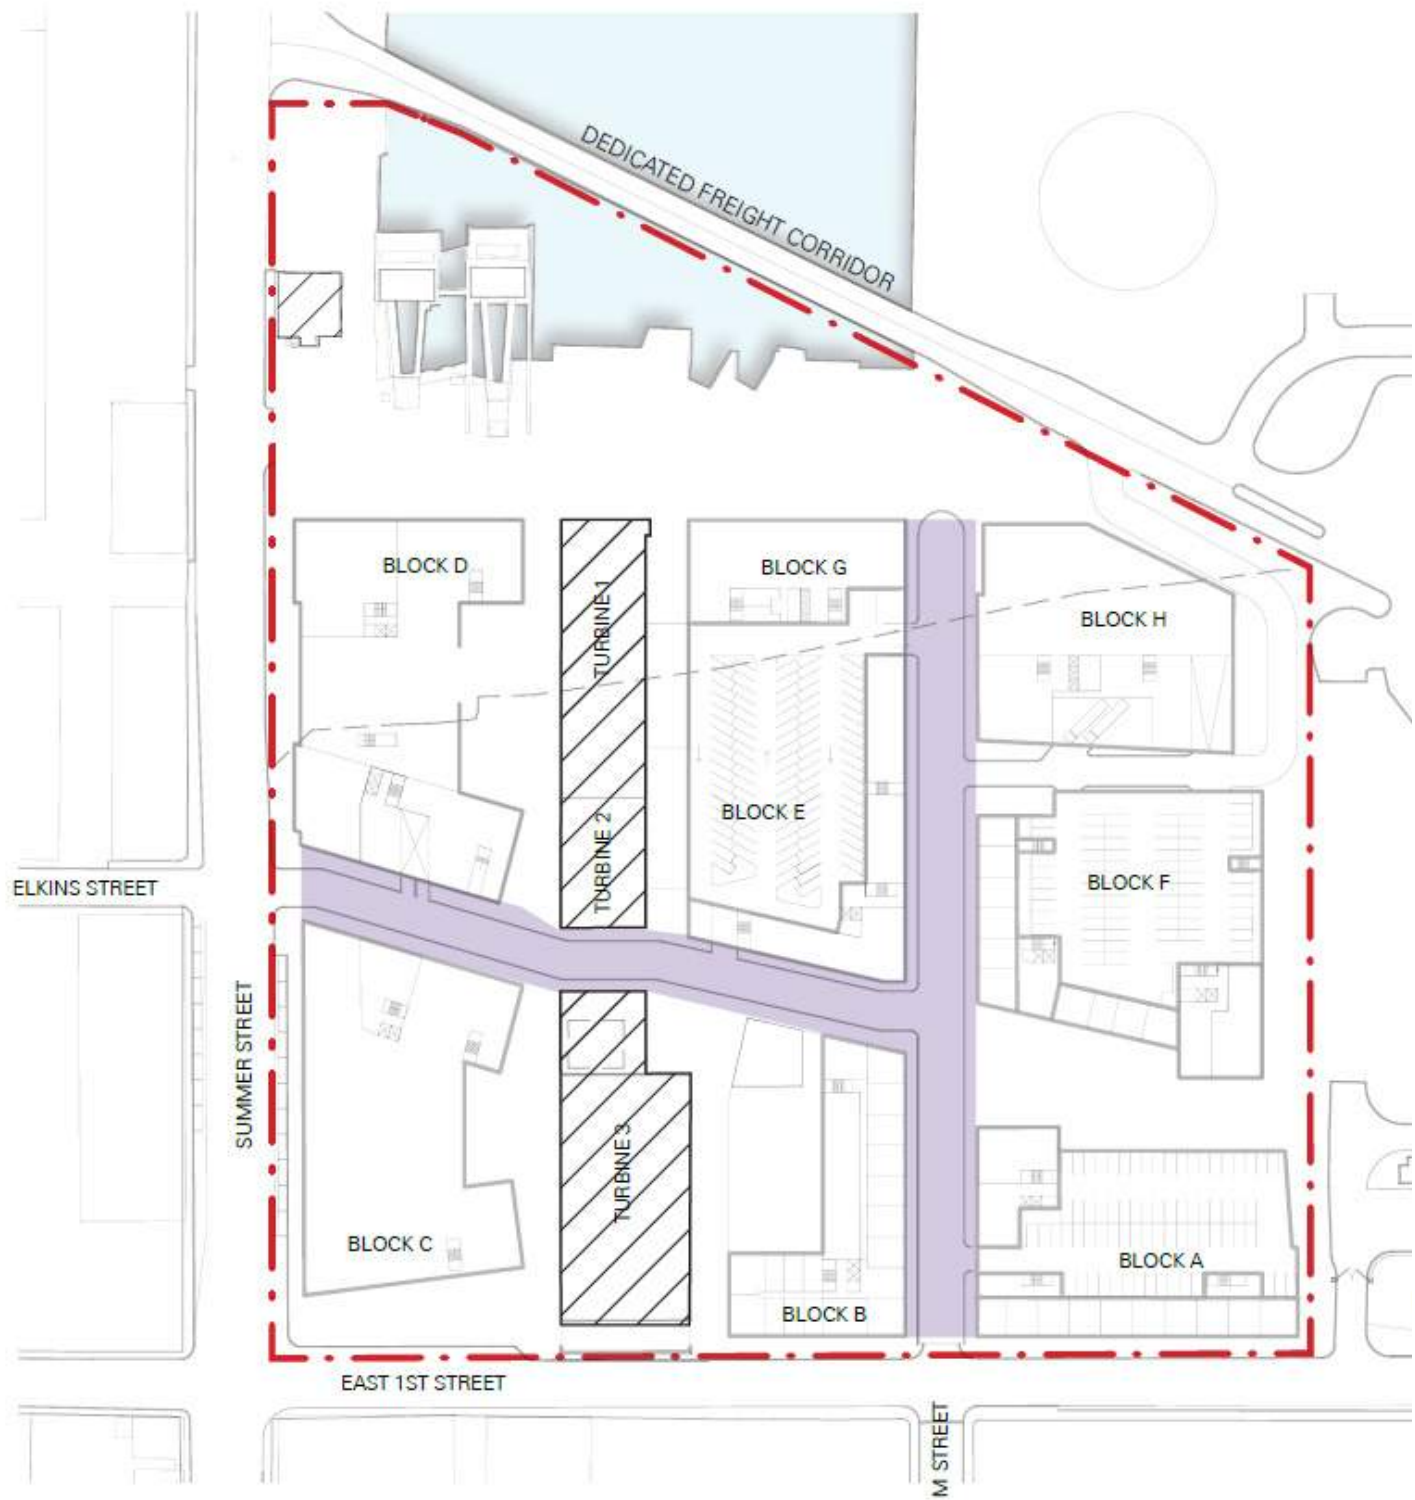 DEDICATED FREIGHT CORRIDOR
BLOCK D
TURBINE 1
BLOCK G
BLOCK H
TURBINE 2
BLOCK E
ELKINS STREET
BLOCK F
SUMMER STREET
TURBINE 3
BLOCK C
BLOCK A
BLOCK B
EAST 1ST STREET
M STREET